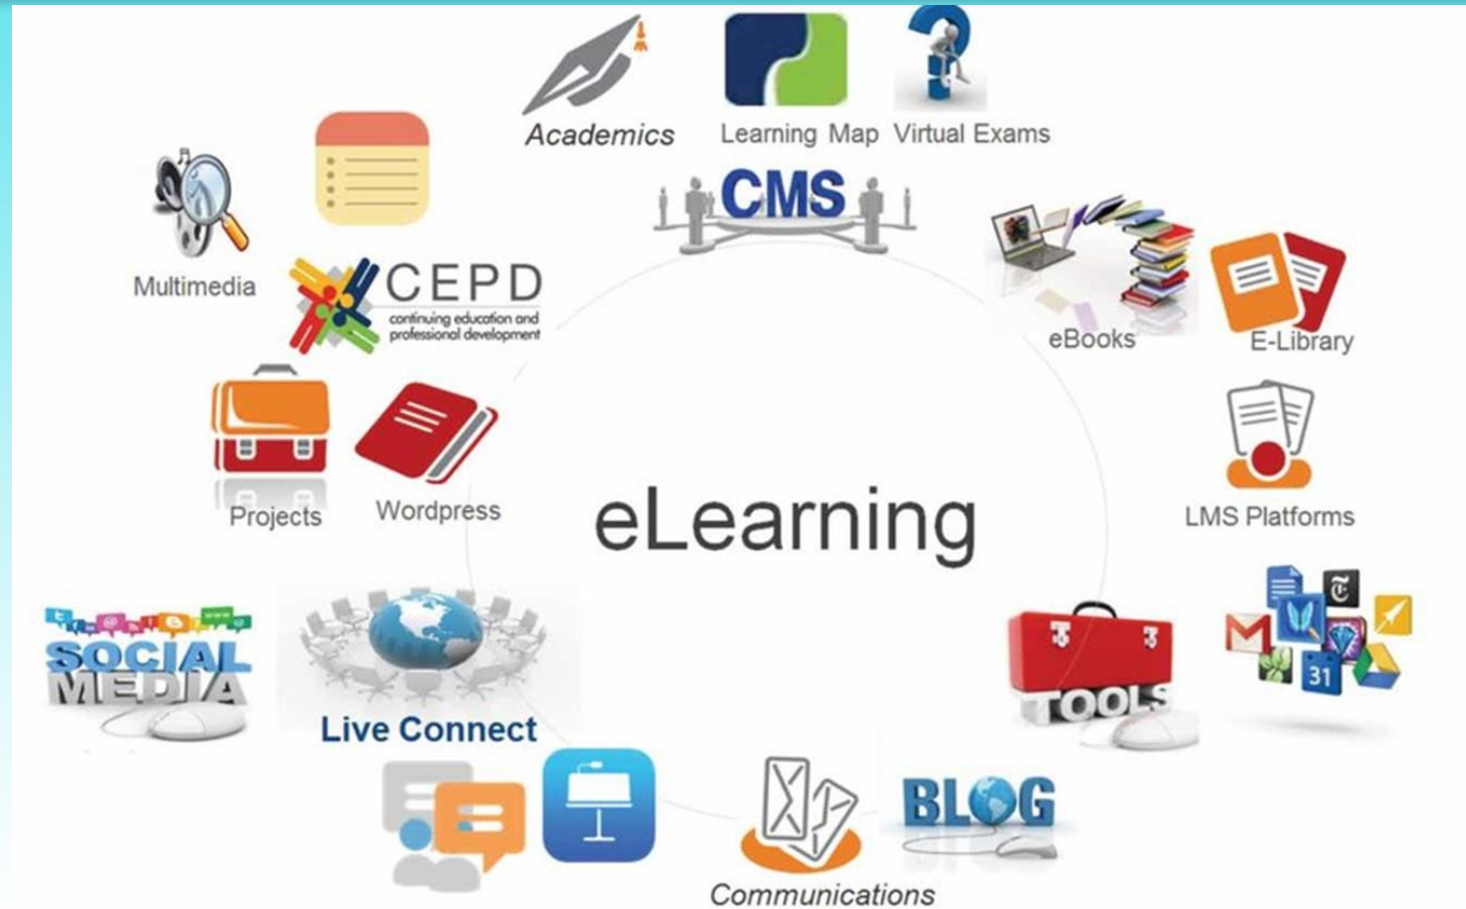 Academics
Learning Map
Virtual Exams
CMS
Multimedia
CEPD
continuing education and
professional development
eBooks
E-Library
Projects
Wordpress
eLearning
LMS Platforms
SOCIAL
MEDIA
www
Live Connect
TOOLS
31
BLOG
Communications